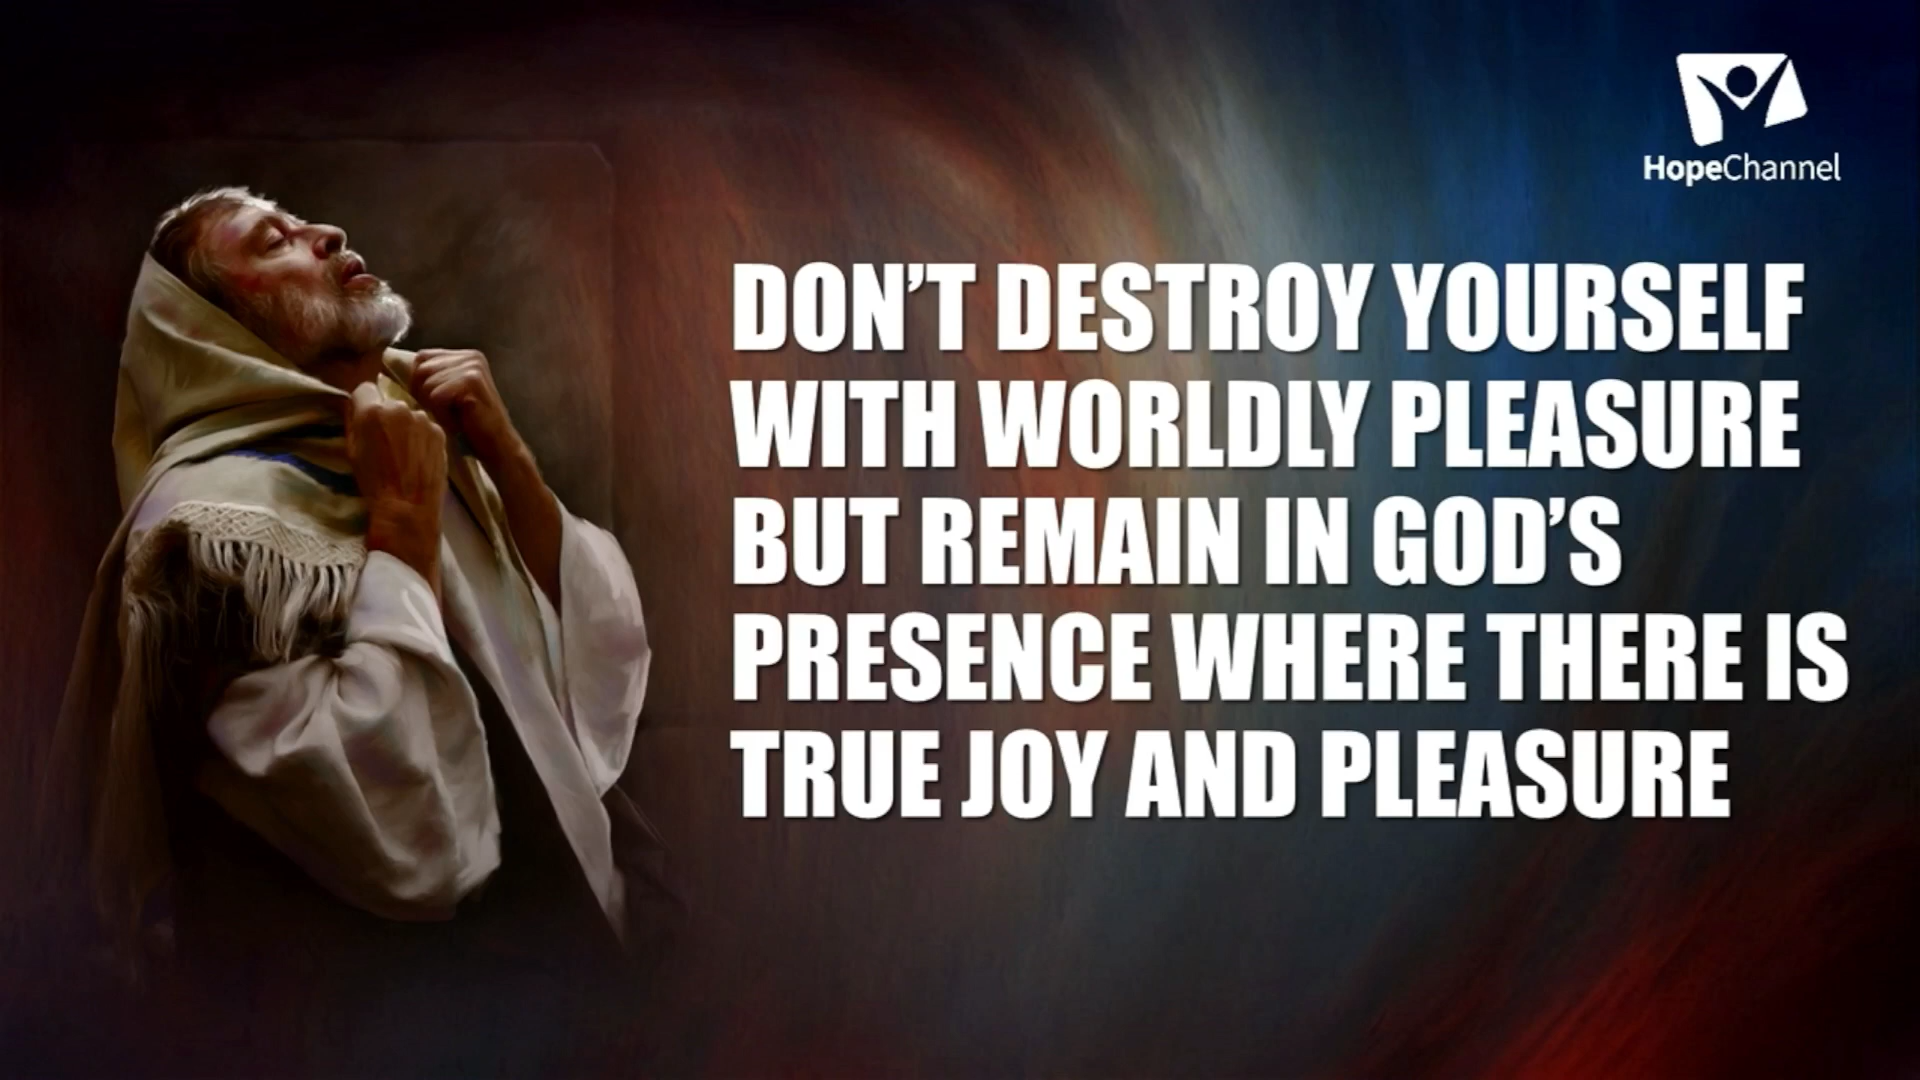 HopeChannel
DON'T DESTROY YOURSELF
WITH WORLDLY PLEASURE
BUT REMAIN IN GOD'S
PRESENCE WHERE THERE IS
TRUE JOY AND PLEASURE